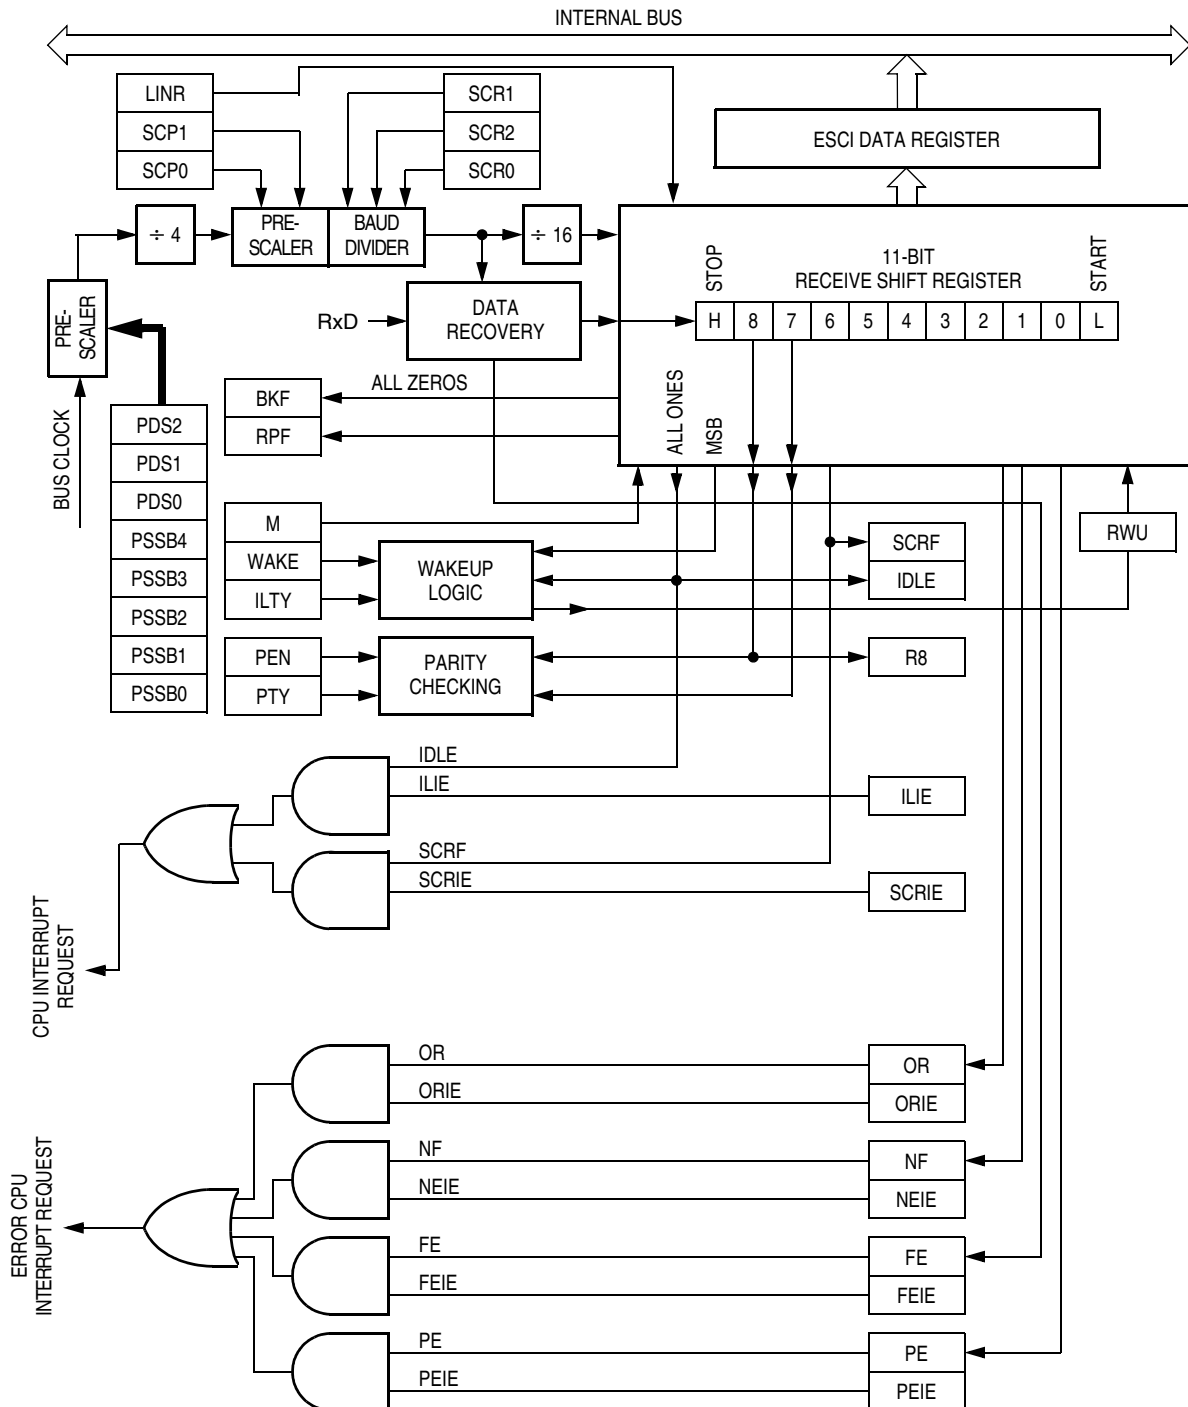 INTERNAL BUS
LINR
SCP1
SCP0
SCR1
SCR2
SCR0
ESCI DATA REGISTER
÷ 4
PRE-
SCALER
BAUD
DIVIDER
÷ 16
PRE-
SCALER
BUS CLOCK
RxD
DATA
RECOVERY
11-BIT
RECEIVE SHIFT REGISTER
STOP
START
H 8 7 6 5 4 3 2 1 0 L
ALL ZEROS
BKF
RPF
ALL ONES
MSB
PDS2
PDS1
PDS0
PSSB4
PSSB3
PSSB2
PSSB1
PSSB0
M
WAKE
ILTY
WAKEUP
LOGIC
PEN
PTY
PARITY
CHECKING
SCRF
IDLE
RWU
R8
IDLE
ILIE
ILIE
SCRF
SCRIE
SCRIE
CPU INTERRUPT
REQUEST
OR
ORIE
OR
ORIE
NF
NEIE
NF
NEIE
FE
FEIE
FE
FEIE
PE
PEIE
PE
PEIE
ERROR CPU
INTERRUPT REQUEST